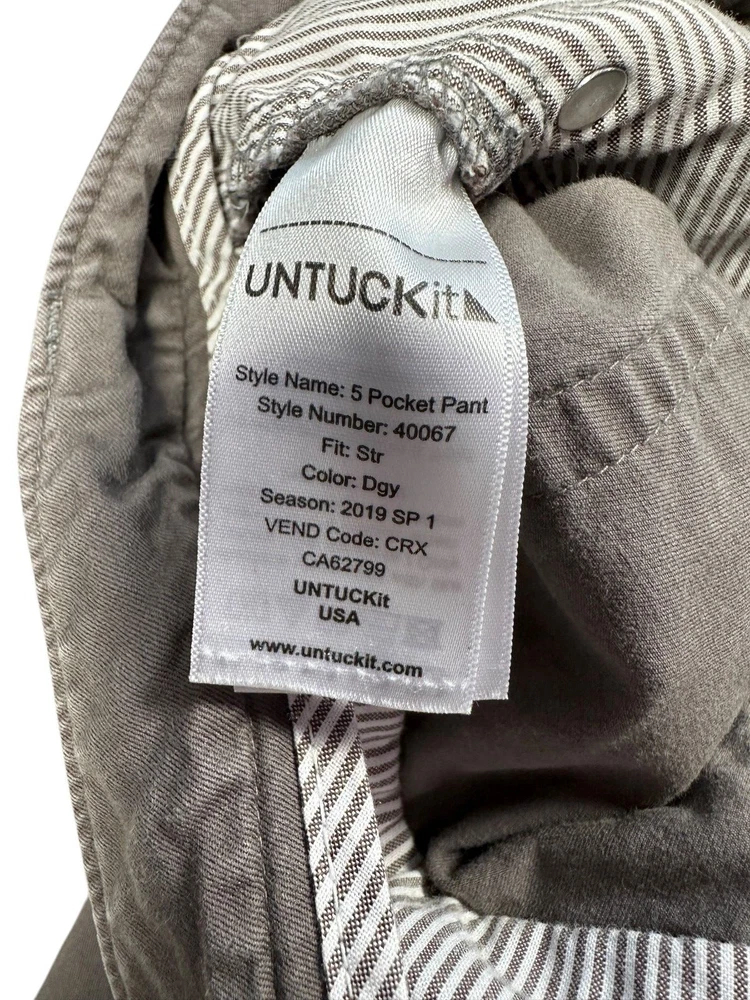 UNTUCKit
Style Name: 5 Pocket Pant
Style Number: 40067
Fit: Str
Color: Dgy
Season: 2019 SP 1
VEND Code: CRX
CA62799
UNTUCKit
USA
www.untuckit.com